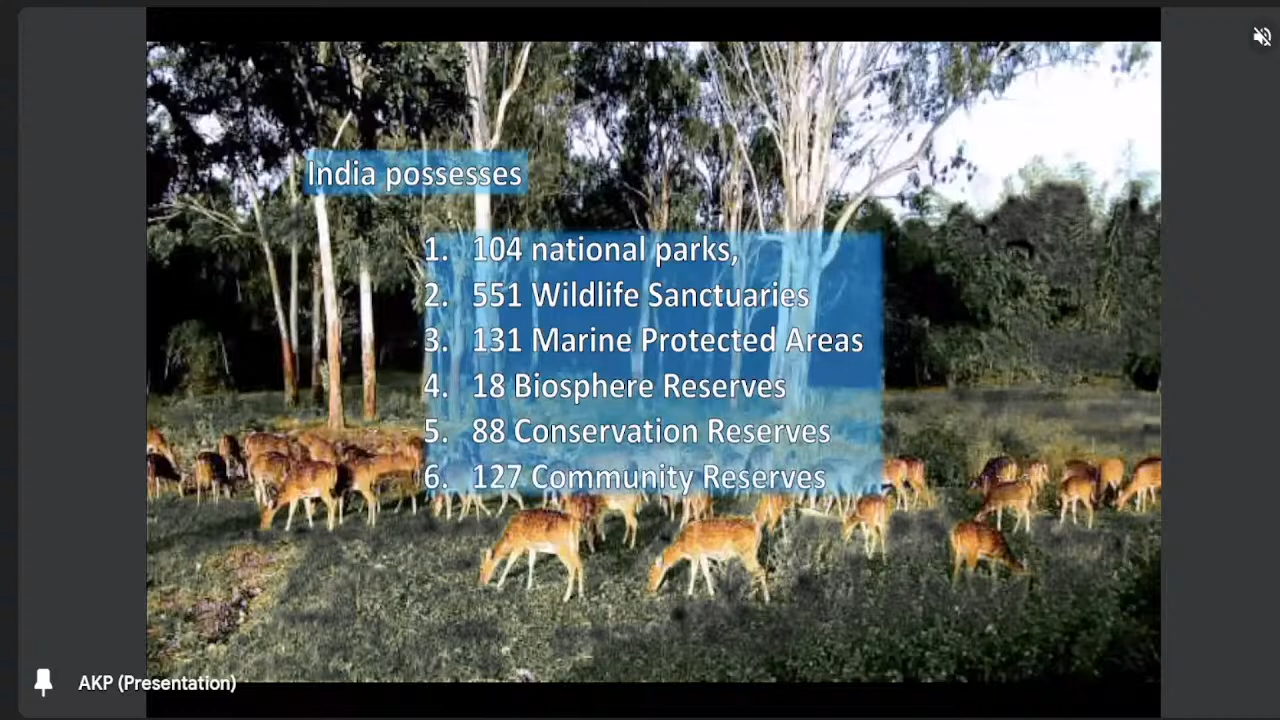 India possesses
1. 104 national parks,
2. 551 Wildlife Sanctuaries
3. 131 Marine Protected Areas
4. 18 Biosphere Reserves
5. 88 Conservation Reserves
6. 127 Community Reserves
AKP (Presentation)